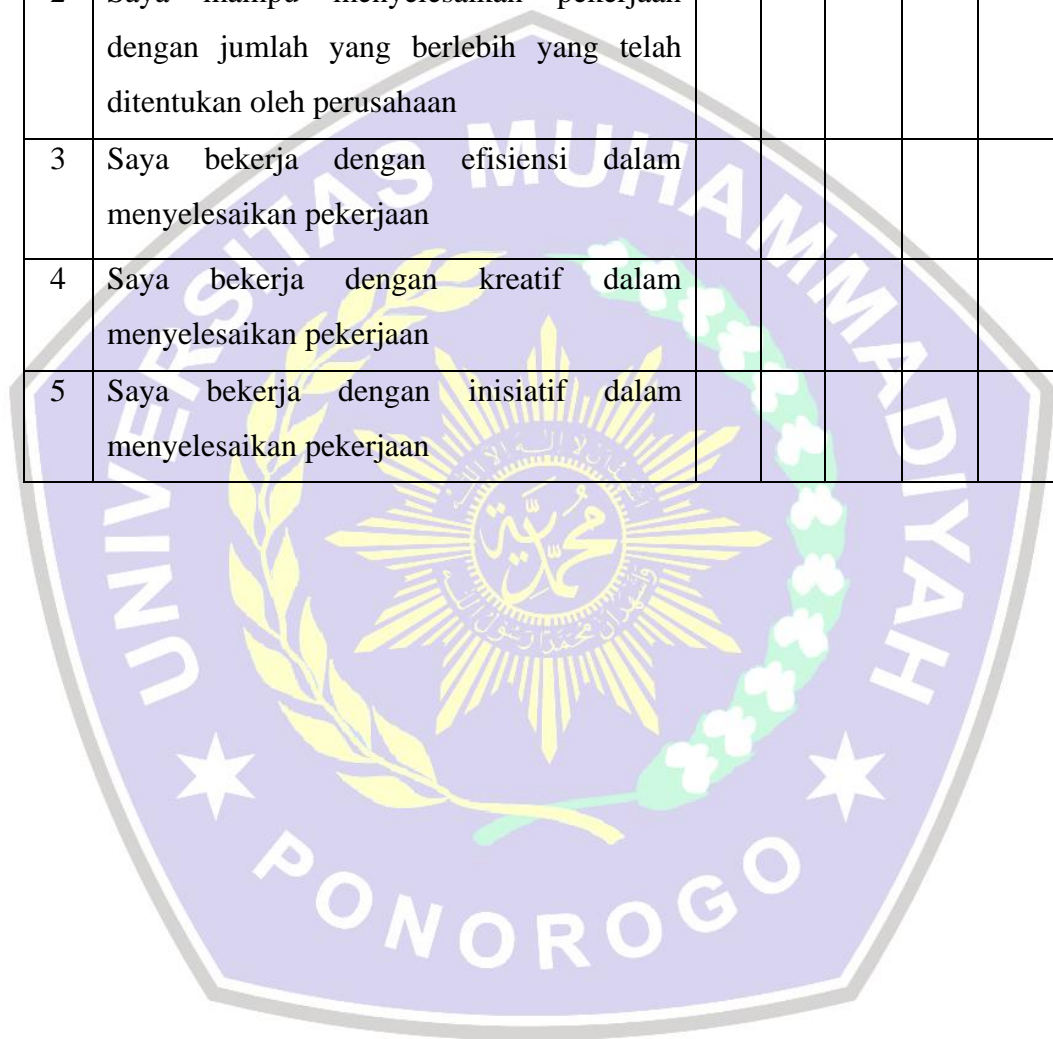 2 Saya mampu menyelesaikan pekerjaan
dengan jumlah yang berlebih yang telah
ditentukan oleh perusahaan
3 Saya bekerja dengan efisiensi dalam
menyelesaikan pekerjaan
4 Saya bekerja dengan kreatif dalam
menyelesaikan pekerjaan
5 Saya bekerja dengan inisiatif dalam
menyelesaikan pekerjaan
UNIVERSITAS MUHAMMADIYAH
PONOROGO
محمدية